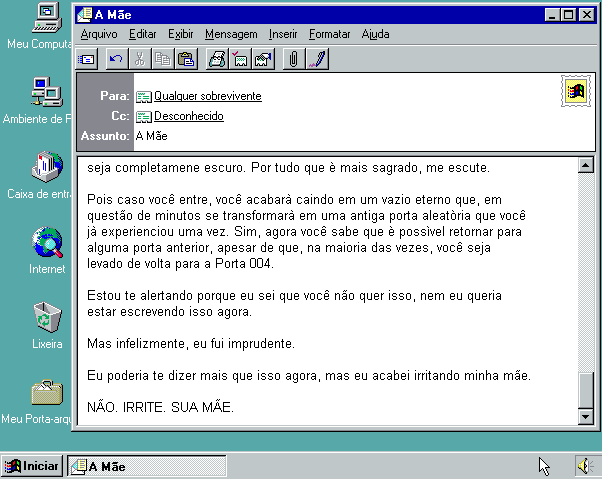 A Mãe
Arquivo Editar Exibir Mensagem Inserir Formatar Ajuda
Para: Qualquer sobrevivente
Cc: Desconhecido
Assunto: A Mãe
seja completamene escuro. Por tudo que è mais sagrado, me escute.
Pois caso você entre, você acabarà caindo em um vazio eterno que, em
questão de minutos se transformarà em uma antiga porta aleatòria que você
jà experienciou uma vez. Sim, agora você sabe que è possìvel retornar para
alguma porta anterior, apesar de que, na maioria das vezes, você seja
levado de volta para a Porta 004.
Estou te alertando porque eu sei que você não quer isso, nem eu queria
estar escrevendo isso agora.
Mas infelizmente, eu fui imprudente.
Eu poderia te dizer mais que isso agora, mas eu acabei irritando minha mãe.
NÃO. IRRITE. SUA MÃE.
Meu Computa
Ambiente de R
Caixa de entra
Internet
Lixeira
Meu Porta-arqu
Iniciar
A Mãe